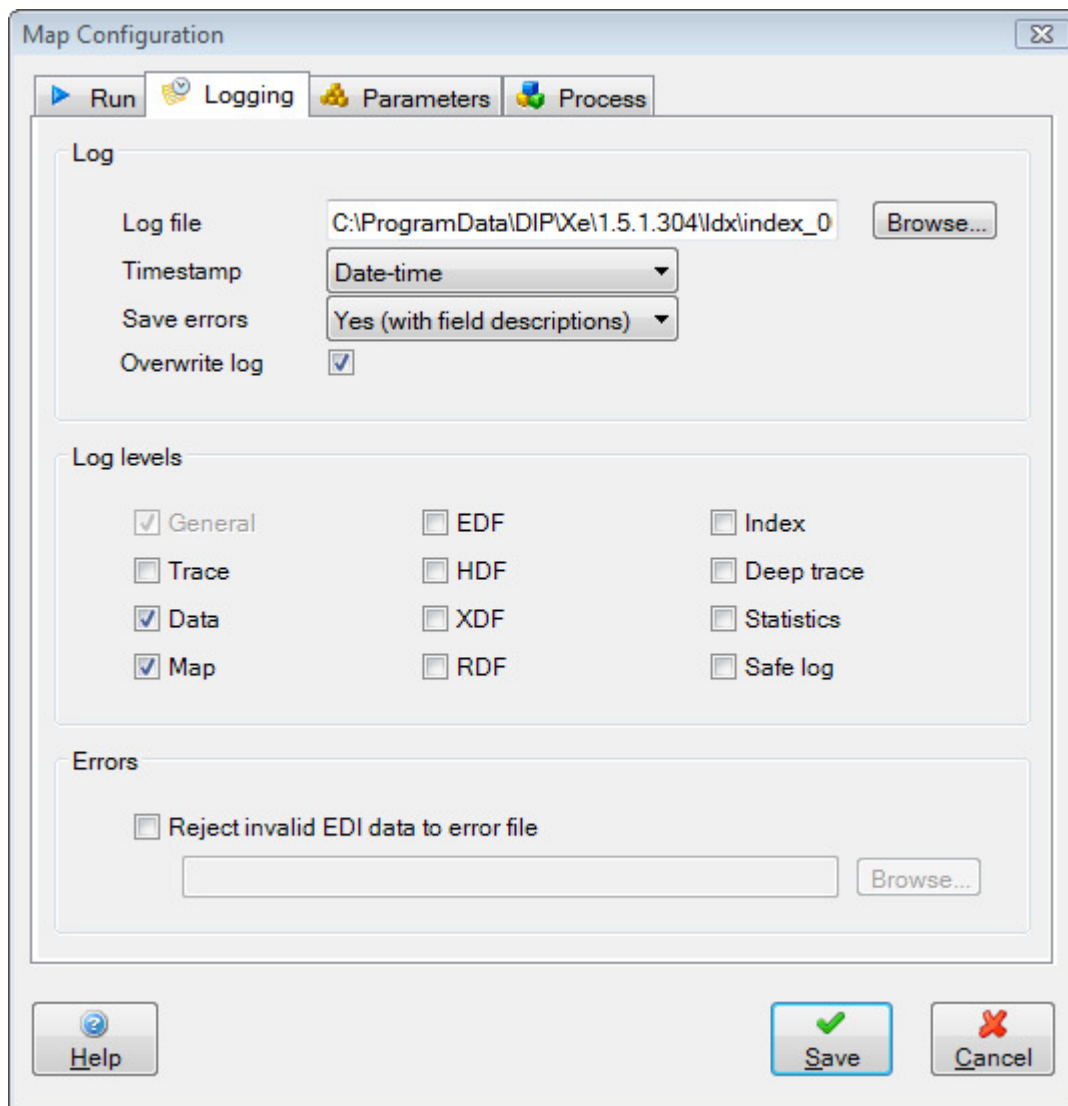 Map Configuration
Run Logging Parameters Process
Log
Log file C:\ProgramData\DIP\Xe\1.5.1.304\Idx\index_0 Browse...
Timestamp Date-time
Save errors Yes (with field descriptions)
Overwrite log
Log levels
General EDF Index
Trace HDF Deep trace
Data XDF Statistics
Map RDF Safe log
Errors
Reject invalid EDI data to error file
Browse...
Help Save Cancel